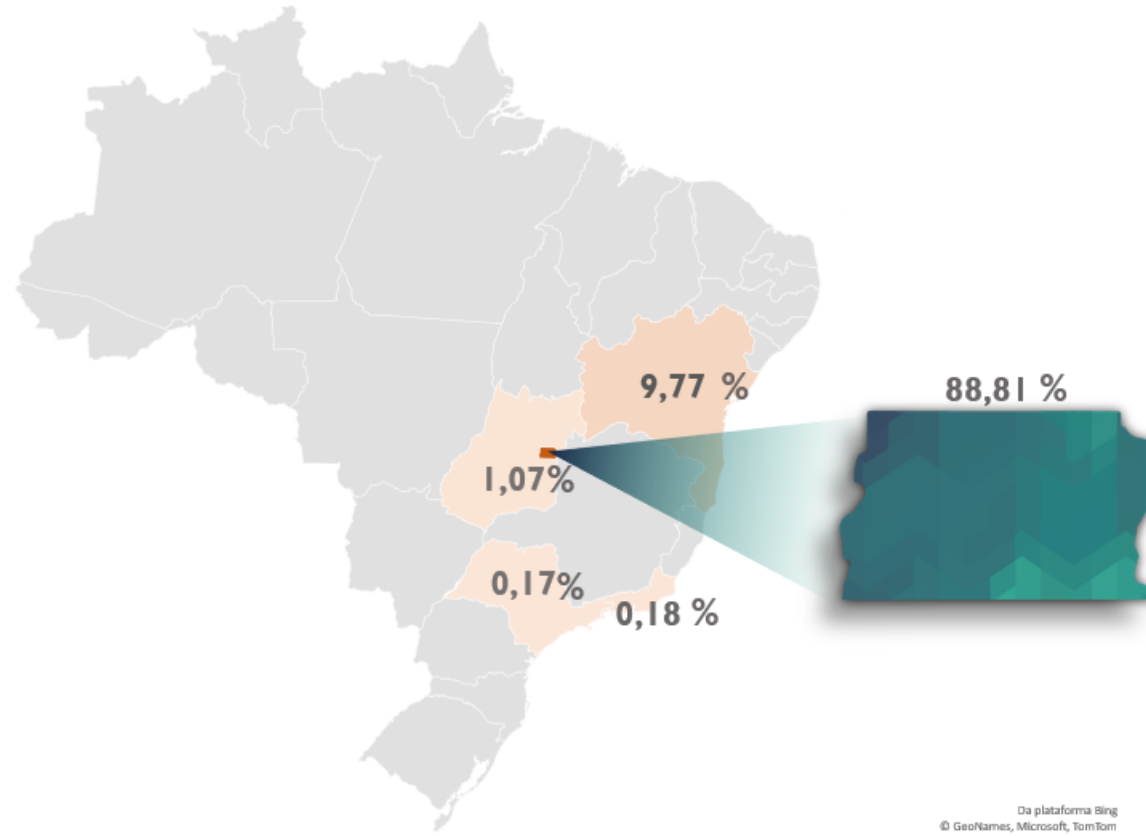 9,77 %
88,81 %
1,07%
0,17%
0,18 %
Da plataforma Bing
© GeoNames, Microsoft, TomTom